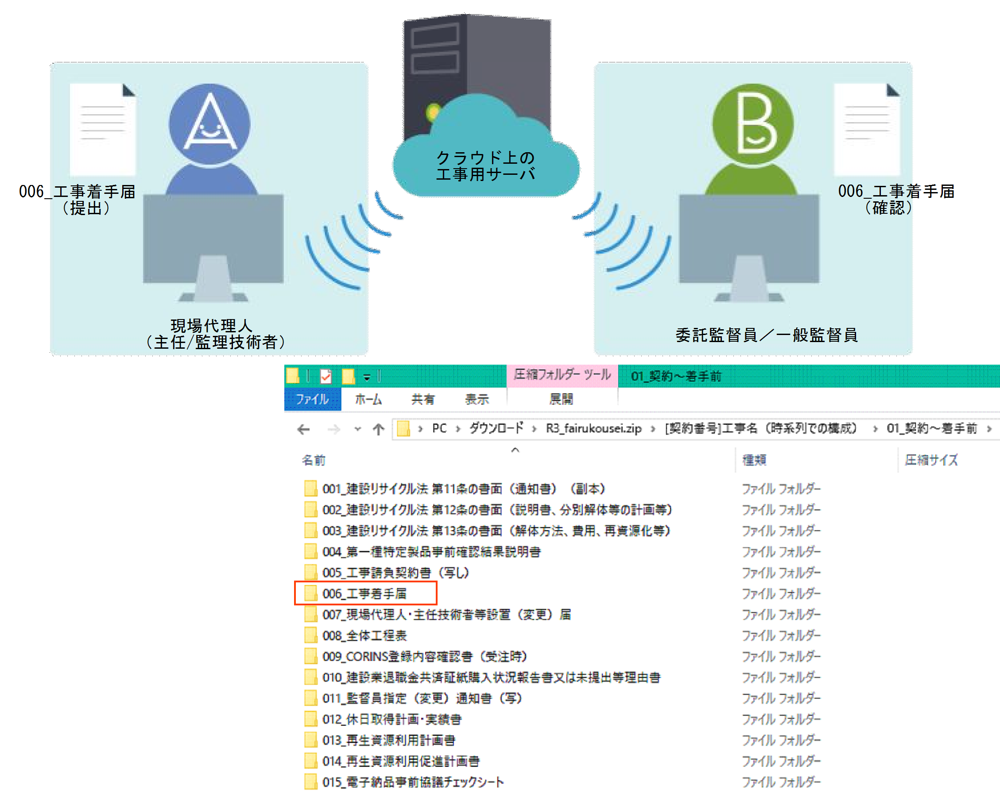 A
B
クラウド上の
工事用サーバ
006_工事着手届
（提出）
006_工事着手届
（確認）
現場代理人
（主任/監理技術者）
委託監督員／一般監督員
圧縮フォルダー ツール
01_契約～着手前
ファイル ホーム 共有 表示 展開
PC › ダウンロード › R3_fairukousei.zip › [契約番号]工事名（時系列での構成） › 01_契約～着手前 ›
名前 種類 圧縮サイズ
001_建設リサイクル法 第11条の書面（通知書）（副本） ファイル フォルダー
002_建設リサイクル法 第12条の書面（説明書、分別解体等の計画等） ファイル フォルダー
003_建設リサイクル法 第13条の書面（解体方法、費用、再資源化等） ファイル フォルダー
004_第一種特定製品事前確認結果説明書 ファイル フォルダー
005_工事請負契約書（写し） ファイル フォルダー
006_工事着手届 ファイル フォルダー
007_現場代理人・主任技術者等設置（変更）届 ファイル フォルダー
008_全体工程表 ファイル フォルダー
009_CORINS登録内容確認書（受注時） ファイル フォルダー
010_建設業退職金共済証紙購入状況報告書又は未提出等理由書 ファイル フォルダー
011_監督員指定（変更）通知書（写） ファイル フォルダー
012_休日取得計画・実績書 ファイル フォルダー
013_再生資源利用計画書 ファイル フォルダー
014_再生資源利用促進計画書 ファイル フォルダー
015_電子納品事前協議チェックシート ファイル フォルダー